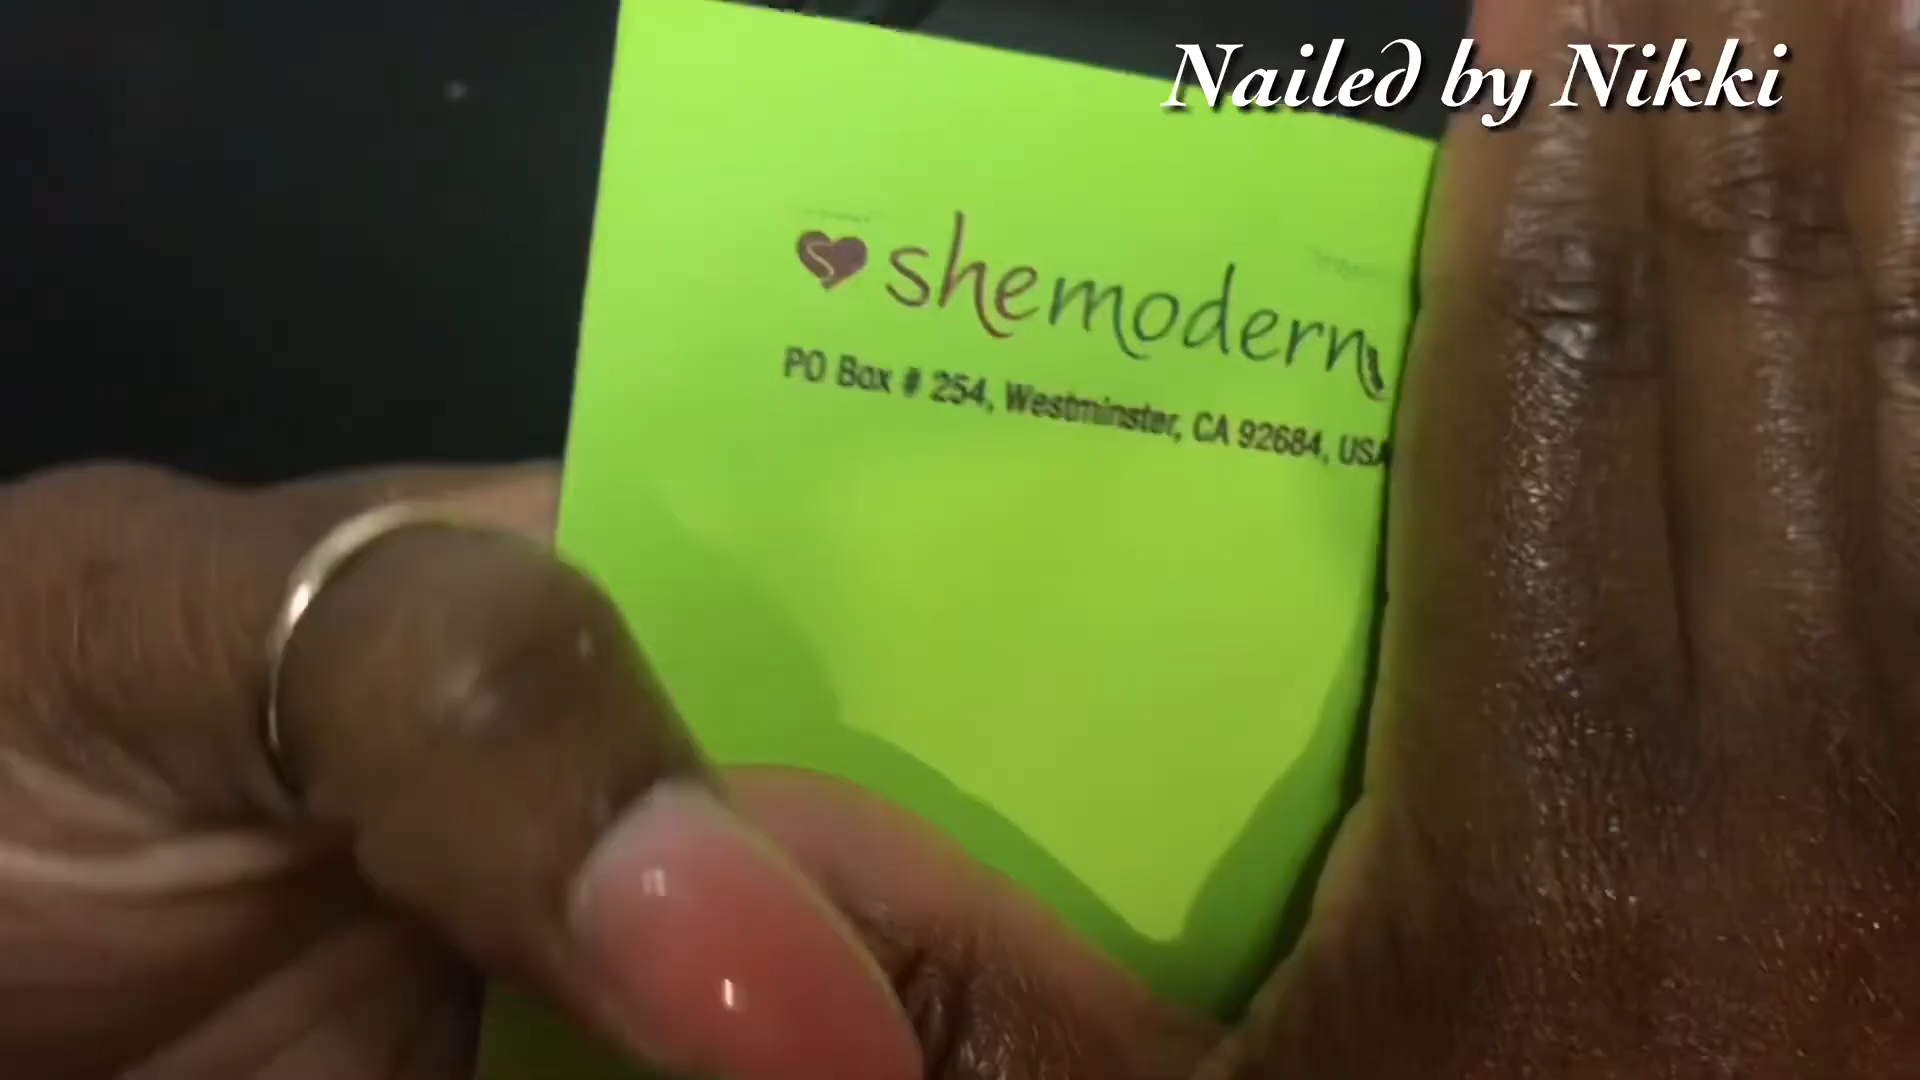 Nailed by Nikki
shemodern
PO Box # 254, Westminster, CA 92684, USA